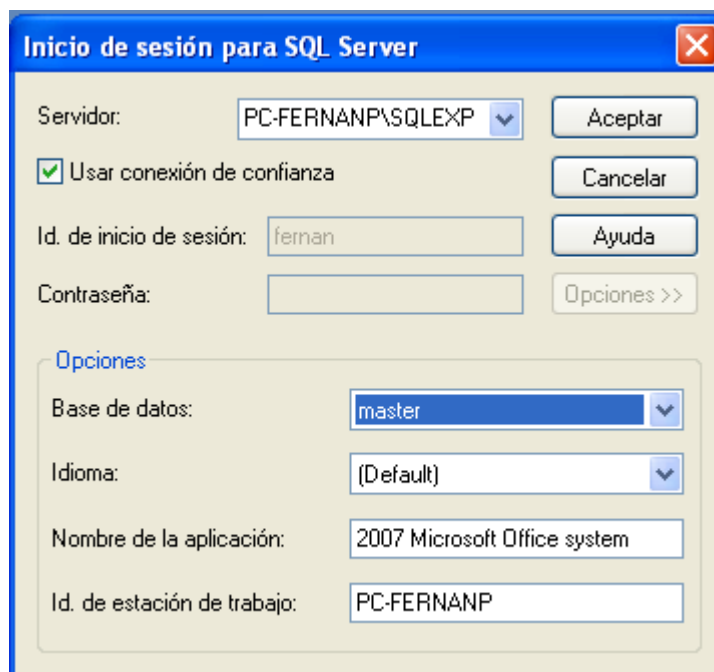 Inicio de sesión para SQL Server
Servidor: PC-FERNANP\SQLEXP Aceptar
Usar conexión de confianza Cancelar
Id. de inicio de sesión: fernan Ayuda
Contraseña: Opciones >>
Opciones
Base de datos: master
Idioma: (Default)
Nombre de la aplicación: 2007 Microsoft Office system
Id. de estación de trabajo: PC-FERNANP